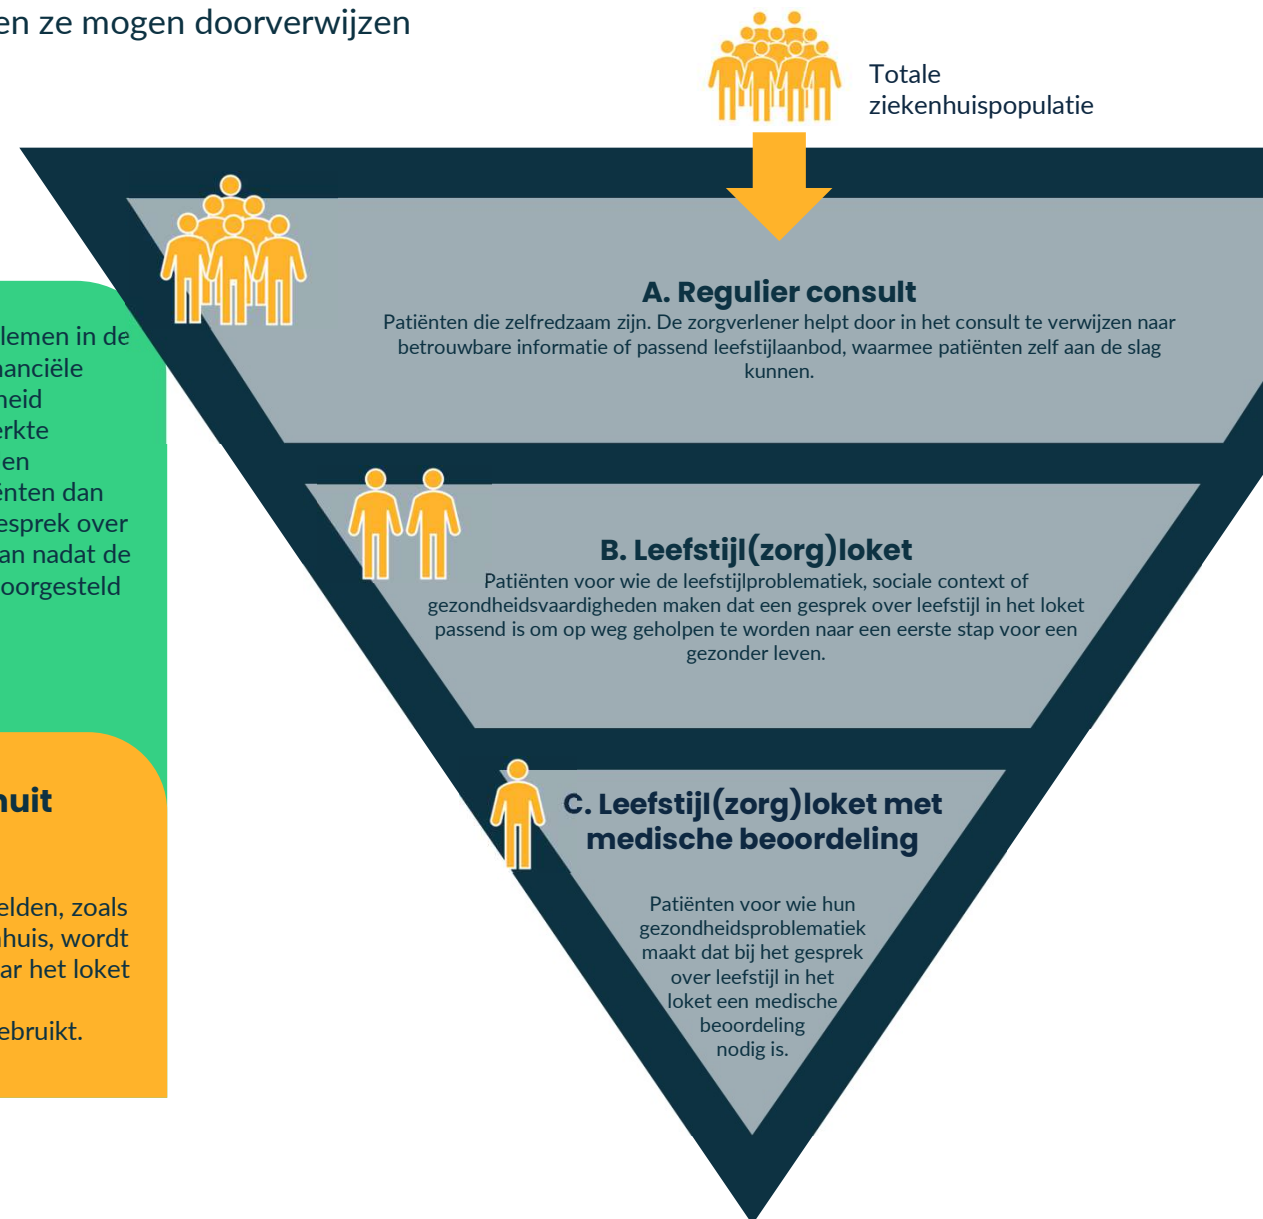 en ze mogen doorverwijzen
Totale
ziekenhuispopulatie
A. Regulier consult
Patiënten die zelfredzaam zijn. De zorgverlener helpt door in het consult te verwijzen naar
betrouwbare informatie of passend leefstijlaanbod, waarmee patiënten zelf aan de slag
kunnen.
lemen in de
nanciële
heid
erkte
en
ënten dan
esprek over
an nadat de
oorgesteld
B. Leefstijl(zorg)loket
Patiënten voor wie de leefstijlproblematiek, sociale context of
gezondheidsvaardigheden maken dat een gesprek over leefstijl in het loket
passend is om op weg geholpen te worden naar een eerste stap voor een
gezonder leven.
nuit
elden, zoals
nhuis, wordt
ar het loket
ebruikt.
C. Leefstijl(zorg)loket met
medische beoordeling
Patiënten voor wie hun
gezondheidsproblematiek
maakt dat bij het gesprek
over leefstijl in het
loket een medische
beoordeling
nodig is.